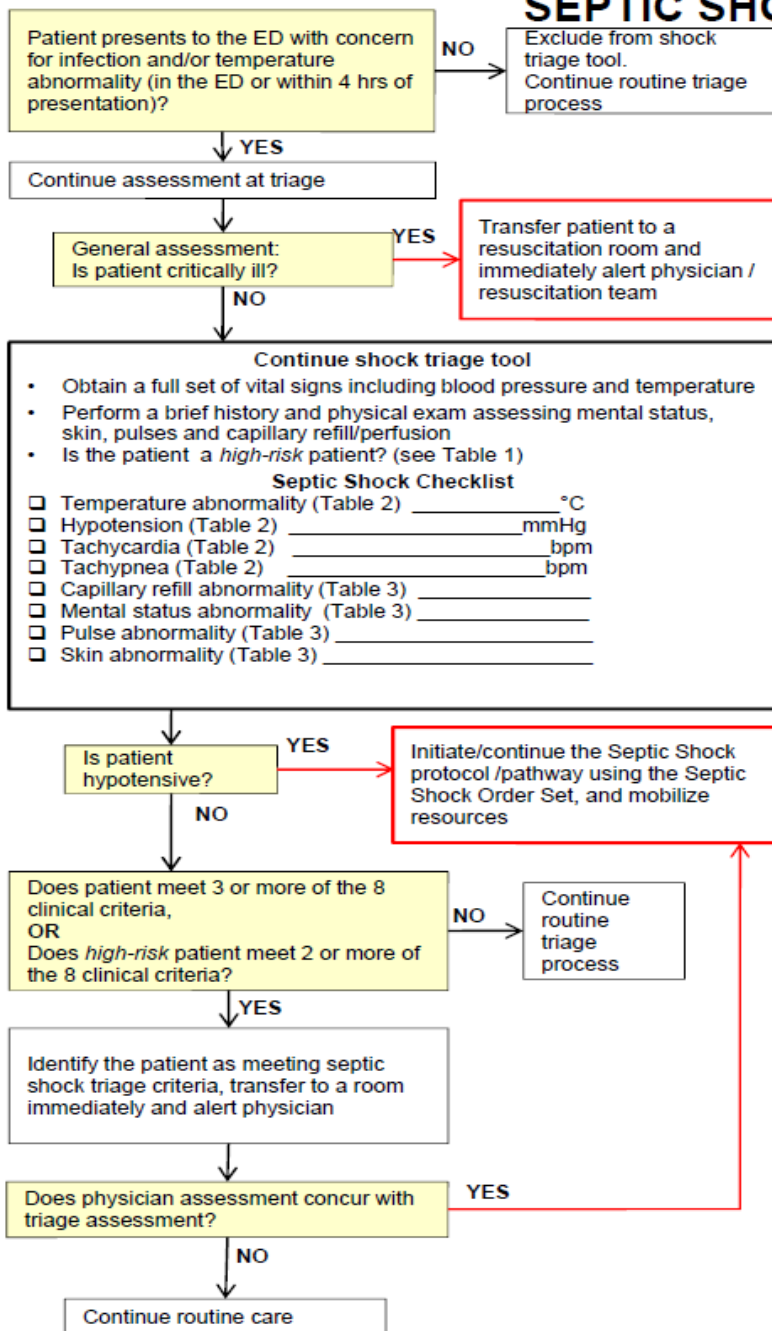 SEPTIC SHO
Patient presents to the ED with concern
for infection and/or temperature
abnormality (in the ED or within 4 hrs of
presentation)?
NO
Exclude from shock
triage tool.
Continue routine triage
process
YES
Continue assessment at triage
General assessment:
Is patient critically ill?
YES
Transfer patient to a
resuscitation room and
immediately alert physician /
resuscitation team
NO
Continue shock triage tool
• Obtain a full set of vital signs including blood pressure and temperature
• Perform a brief history and physical exam assessing mental status,
skin, pulses and capillary refill/perfusion
• Is the patient a high-risk patient? (see Table 1)
Septic Shock Checklist
❑ Temperature abnormality (Table 2) _____________°C
❑ Hypotension (Table 2) ____________________mmHg
❑ Tachycardia (Table 2) ______________________bpm
❑ Tachypnea (Table 2) ______________________bpm
❑ Capillary refill abnormality (Table 3) _______________
❑ Mental status abnormality (Table 3) _______________
❑ Pulse abnormality (Table 3) ______________________
❑ Skin abnormality (Table 3) _______________________
Is patient
hypotensive?
YES
Initiate/continue the Septic Shock
protocol /pathway using the Septic
Shock Order Set, and mobilize
resources
NO
Does patient meet 3 or more of the 8
clinical criteria,
OR
Does high-risk patient meet 2 or more of
the 8 clinical criteria?
NO
Continue
routine
triage
process
YES
Identify the patient as meeting septic
shock triage criteria, transfer to a room
immediately and alert physician
Does physician assessment concur with
triage assessment?
YES
NO
Continue routine care